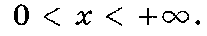 0 < x < +∞.